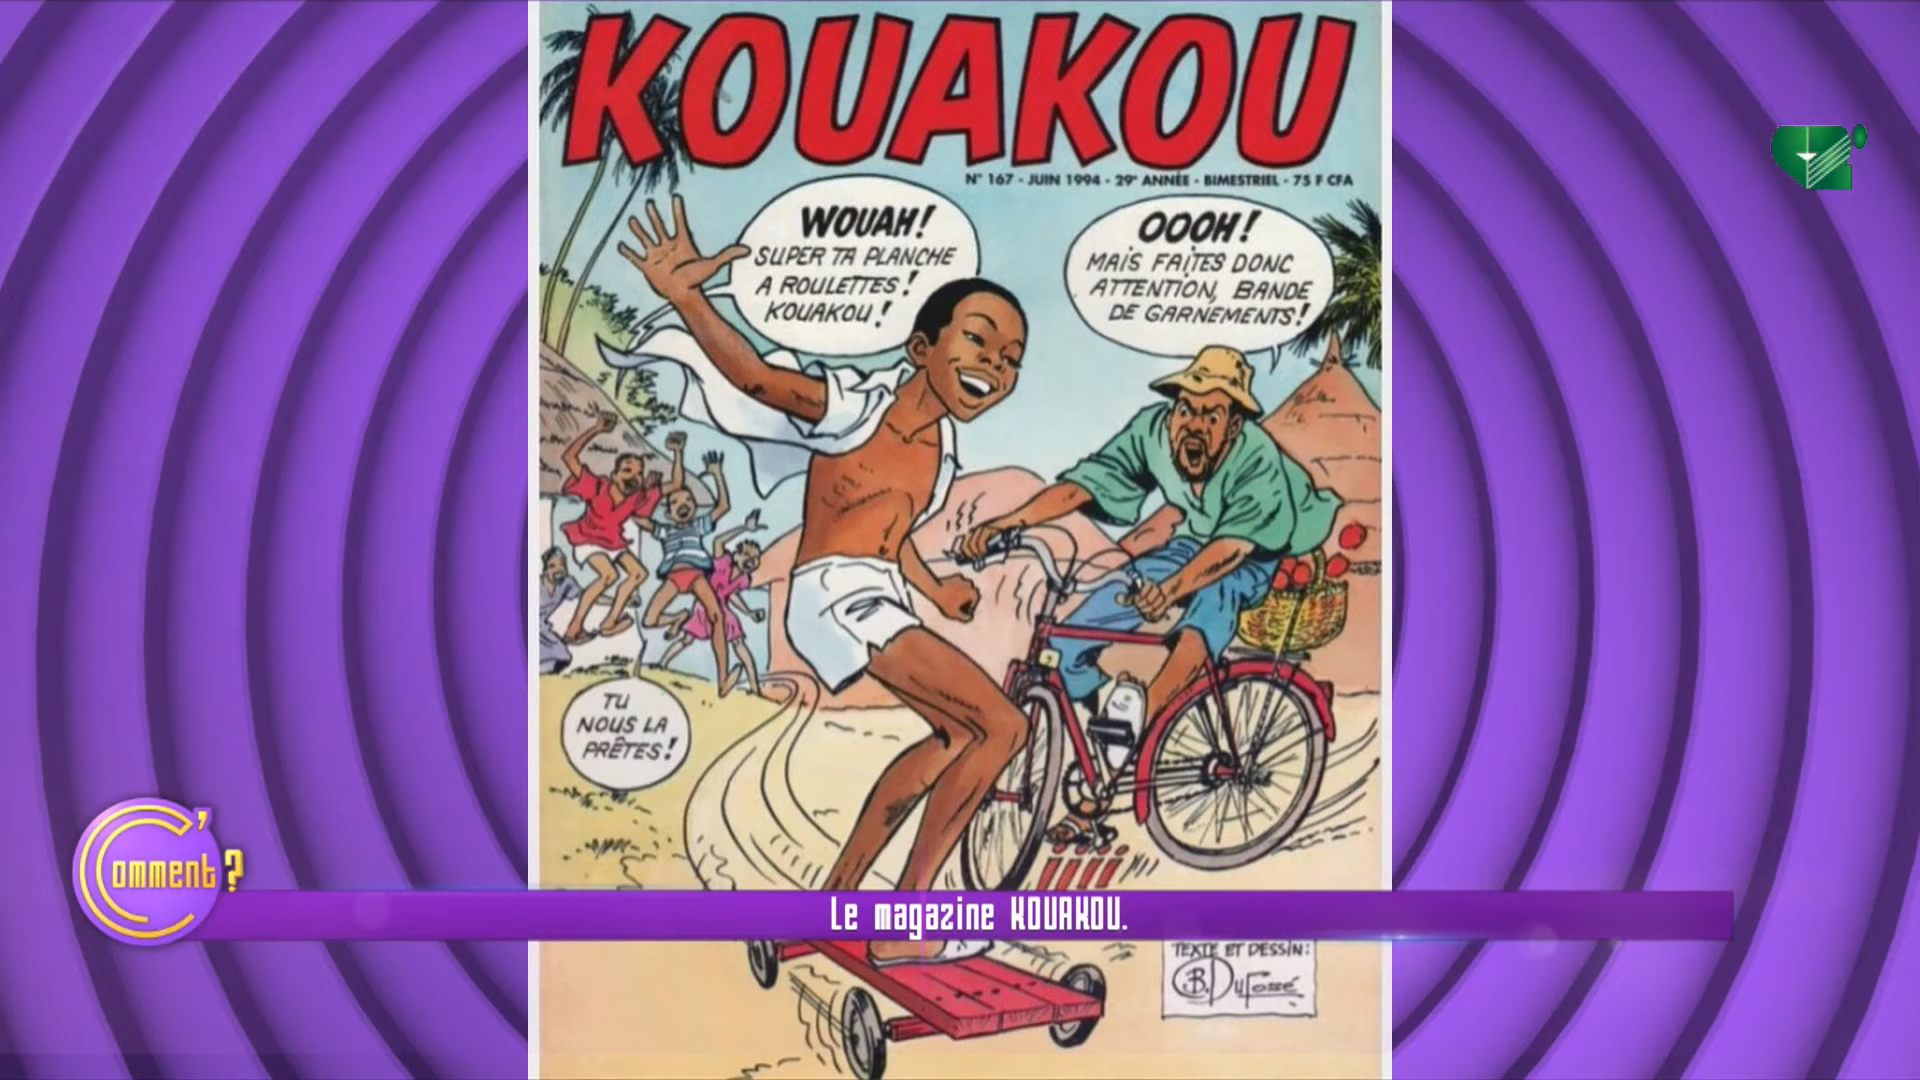 KOUAKOU
N° 167 - JUIN 1994 - 29e ANNÉE - BIMESTRIEL - 75 F CFA
WOUAH!
SUPER TA PLANCHE
A ROULETTES!
KOUAKOU!
OOOH!
MAIS FAITES DONC
ATTENTION, BANDE
DE GARNEMENTS!
TU
NOUS LA
PRÊTES!
C'omment?
Le magazine KOUAKOU.
TEXTE ET DESSIN:
B. Dufossé